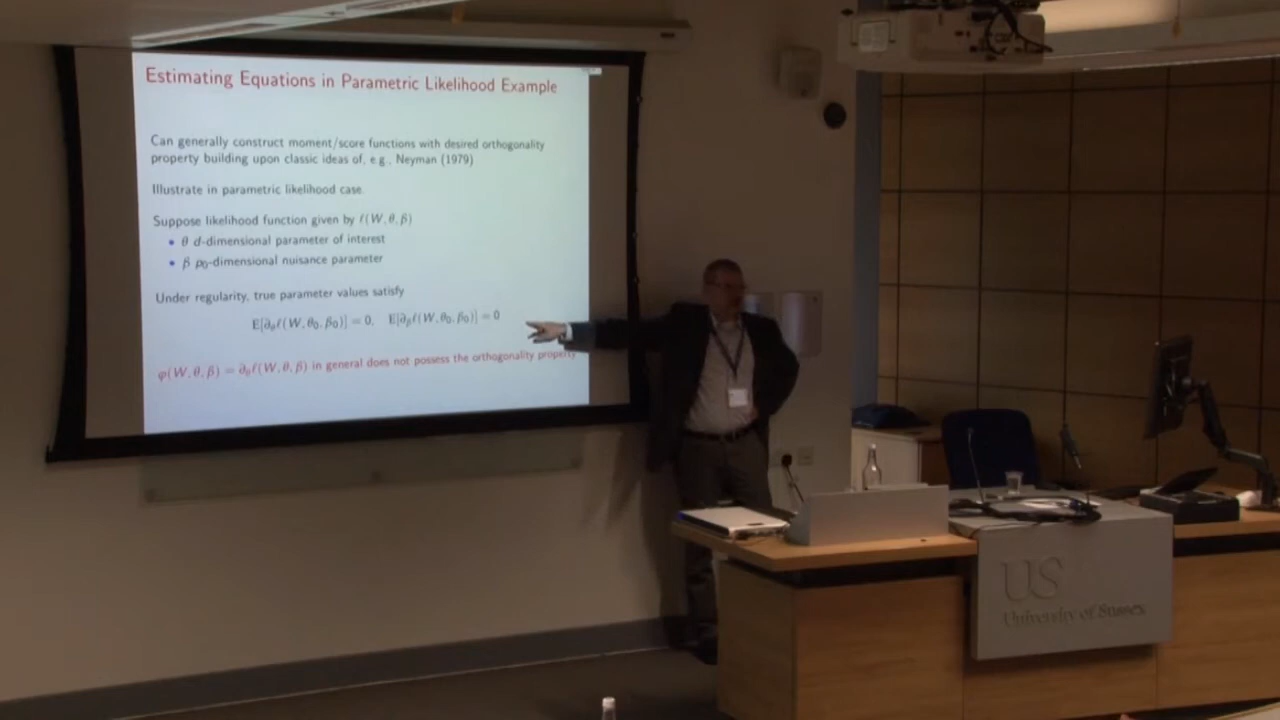 Estimating Equations in Parametric Likelihood Example
Can generally construct moment/score functions with desired orthogonality
property building upon classic ideas of, e.g., Neyman (1979)
Illustrate in parametric likelihood case
Suppose likelihood function given by ℓ(W, θ, β)
• θ d-dimensional parameter of interest
• β p₀-dimensional nuisance parameter
Under regularity, true parameter values satisfy
E[∂θℓ(W, θ₀, β₀)] = 0, E[∂βℓ(W, θ₀, β₀)] = 0
φ(W, θ, β) = ∂θℓ(W, θ, β) in general does not possess the orthogonality property
US
University of Sussex